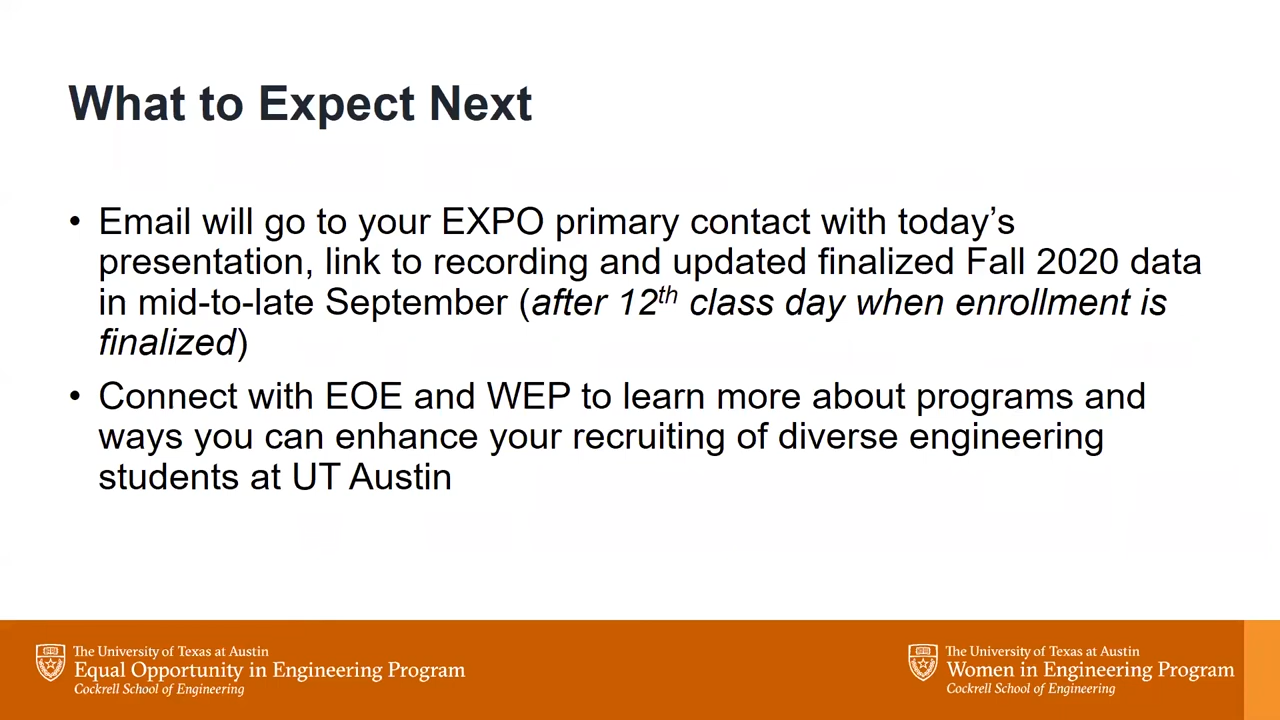 What to Expect Next
• Email will go to your EXPO primary contact with today’s
presentation, link to recording and updated finalized Fall 2020 data
in mid-to-late September (after 12th class day when enrollment is
finalized)
• Connect with EOE and WEP to learn more about programs and
ways you can enhance your recruiting of diverse engineering
students at UT Austin
The University of Texas at Austin
Equal Opportunity in Engineering Program
Cockrell School of Engineering
The University of Texas at Austin
Women in Engineering Program
Cockrell School of Engineering